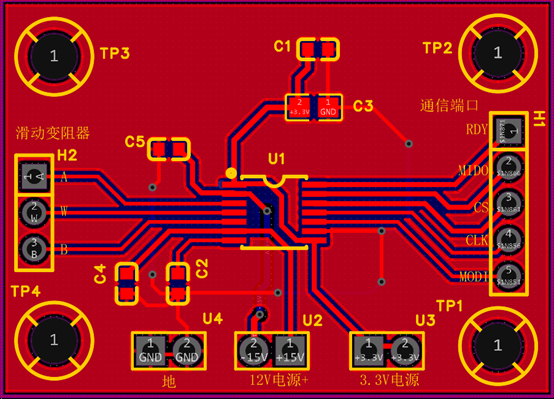 C1
TP3
1
TP2
1
2
+3.3V
1
GND
C3
通信端口
H1
RDY
1
滑动变阻器
C5
H2
U1
MIDO
2
1
A
A
CS
3
2
W
W
CLK
4
3
B
B
C4
C2
MODI
5
TP4
1
U4
U2
U3
TP1
1
1
GND
2
GND
2
-15V
1
+15V
1
+3.3V
2
+3.3V
地
12V电源+
3.3V电源